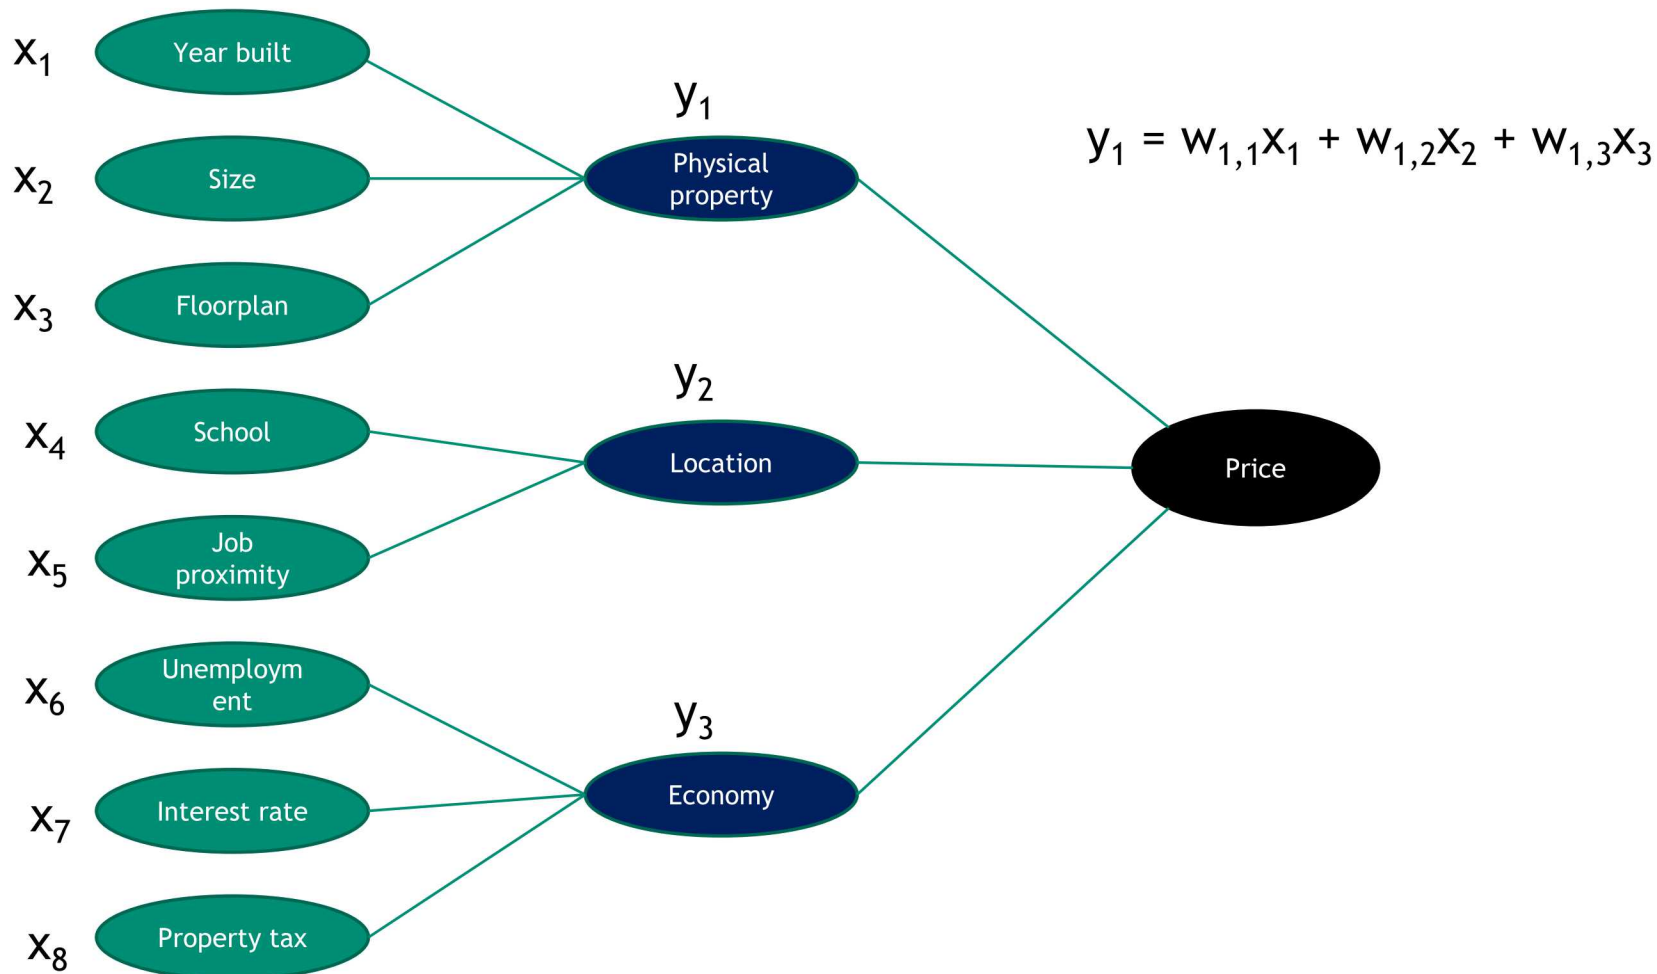 x₁
Year built
x₂
Size
x₃
Floorplan
x₄
School
x₅
Job
proximity
x₆
Unemploym
ent
x₇
Interest rate
x₈
Property tax
y₁
Physical
property
y₂
Location
y₃
Economy
Price
y₁ = w₁,₁x₁ + w₁,₂x₂ + w₁,₃x₃